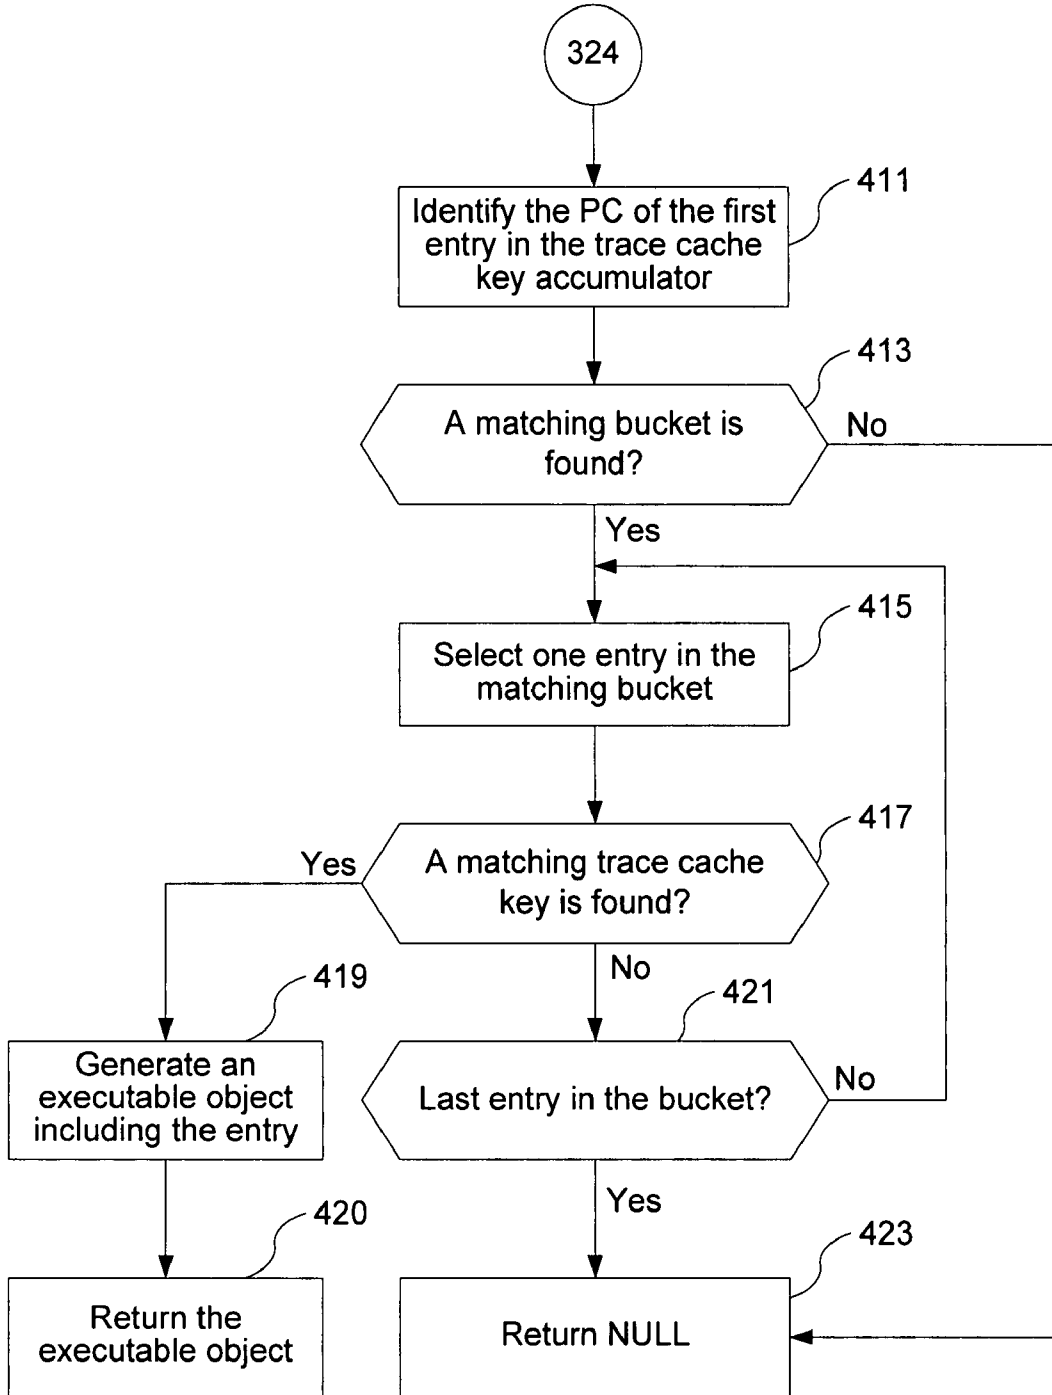 324
411
Identify the PC of the first
entry in the trace cache
key accumulator
413
A matching bucket is
found?
No
Yes
415
Select one entry in the
matching bucket
417
A matching trace cache
key is found?
Yes
No
419
421
Generate an
executable object
including the entry
Last entry in the bucket?
No
Yes
420
423
Return the
executable object
Return NULL